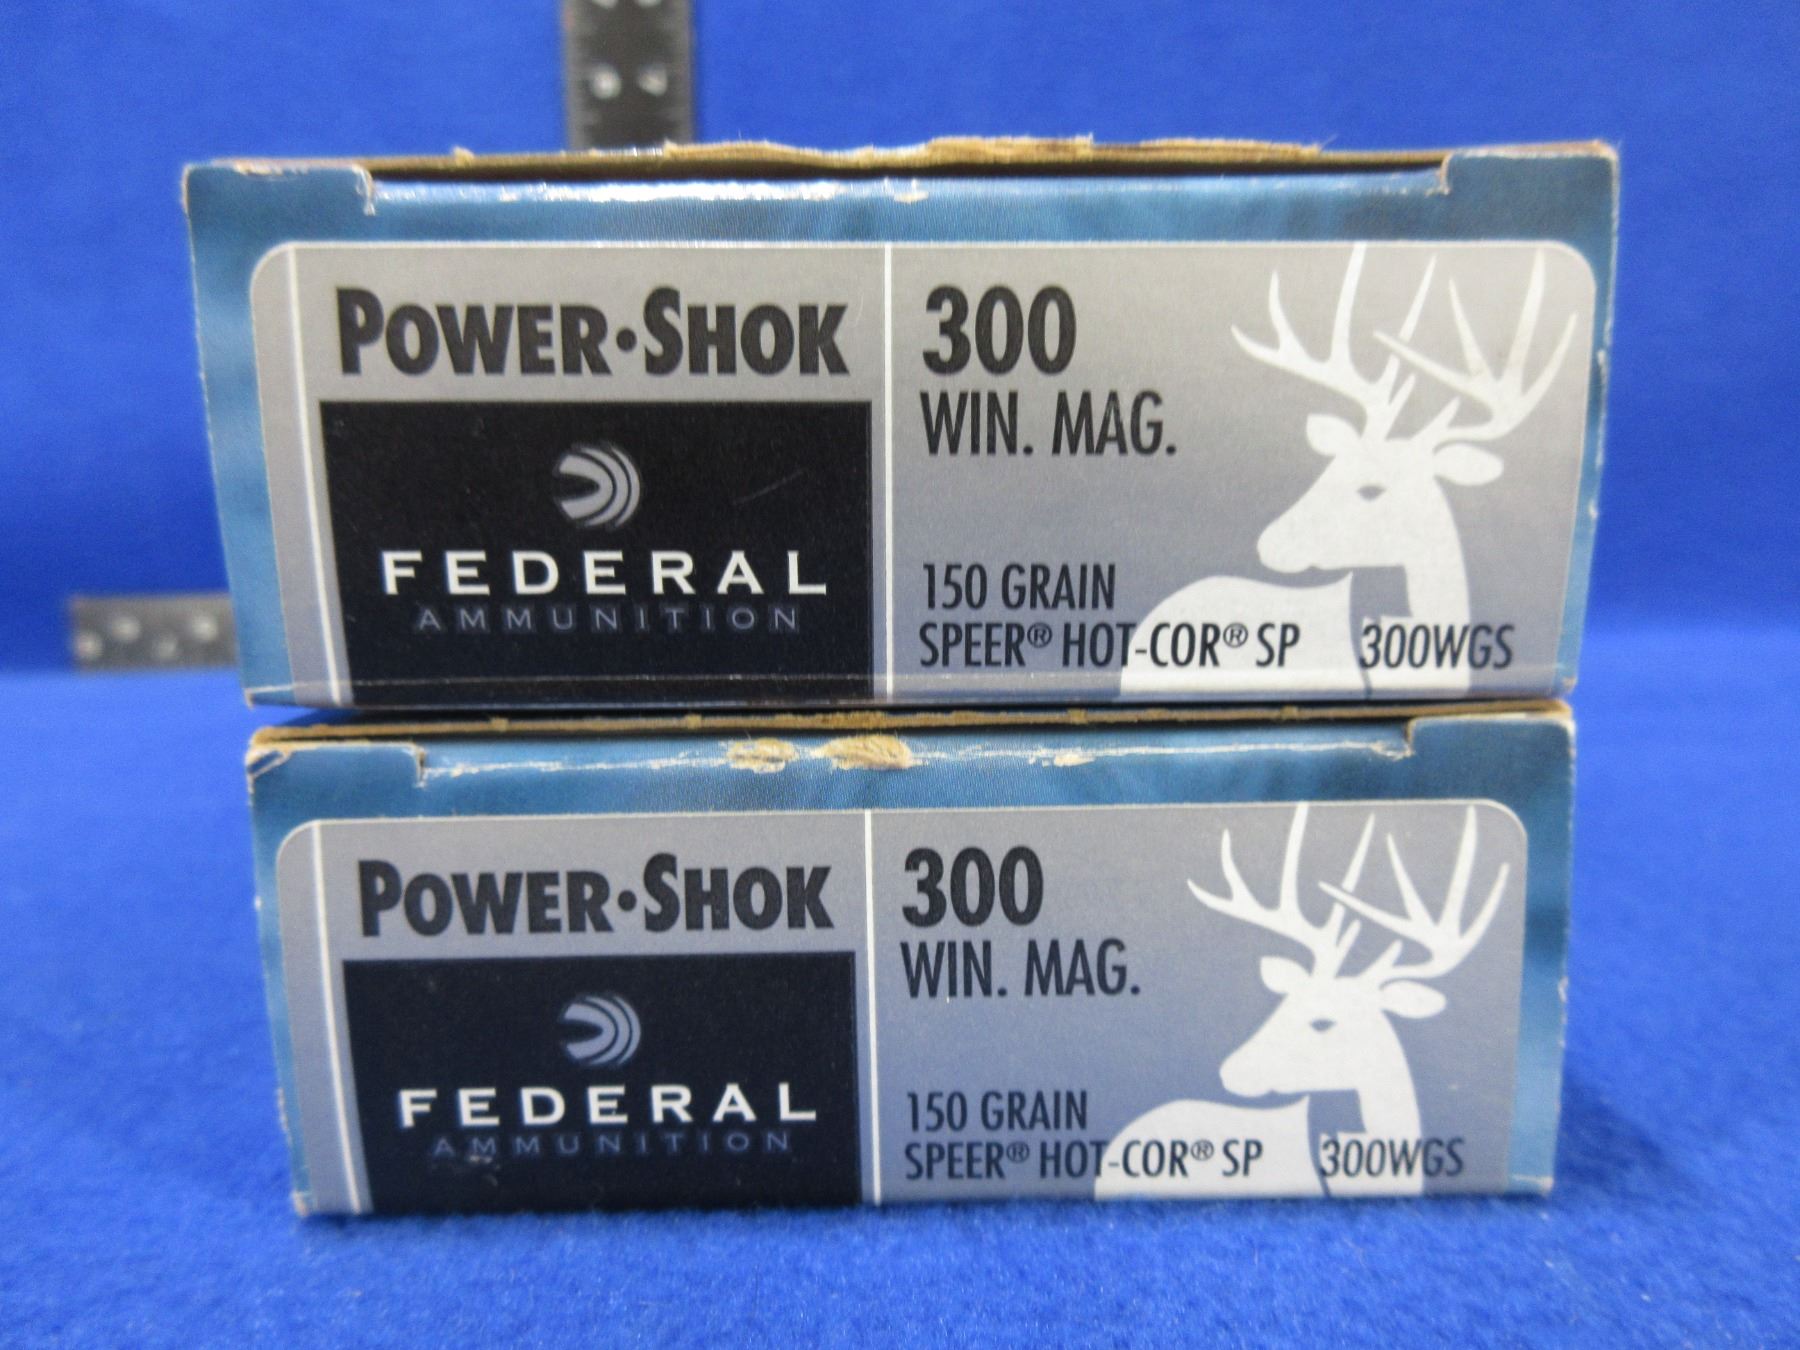 POWER•SHOK
FEDERAL
AMMUNITION
300
WIN. MAG.
150 GRAIN
SPEER® HOT-COR® SP 300WGS
POWER•SHOK
FEDERAL
AMMUNITION
300
WIN. MAG.
150 GRAIN
SPEER® HOT-COR® SP 300WGS